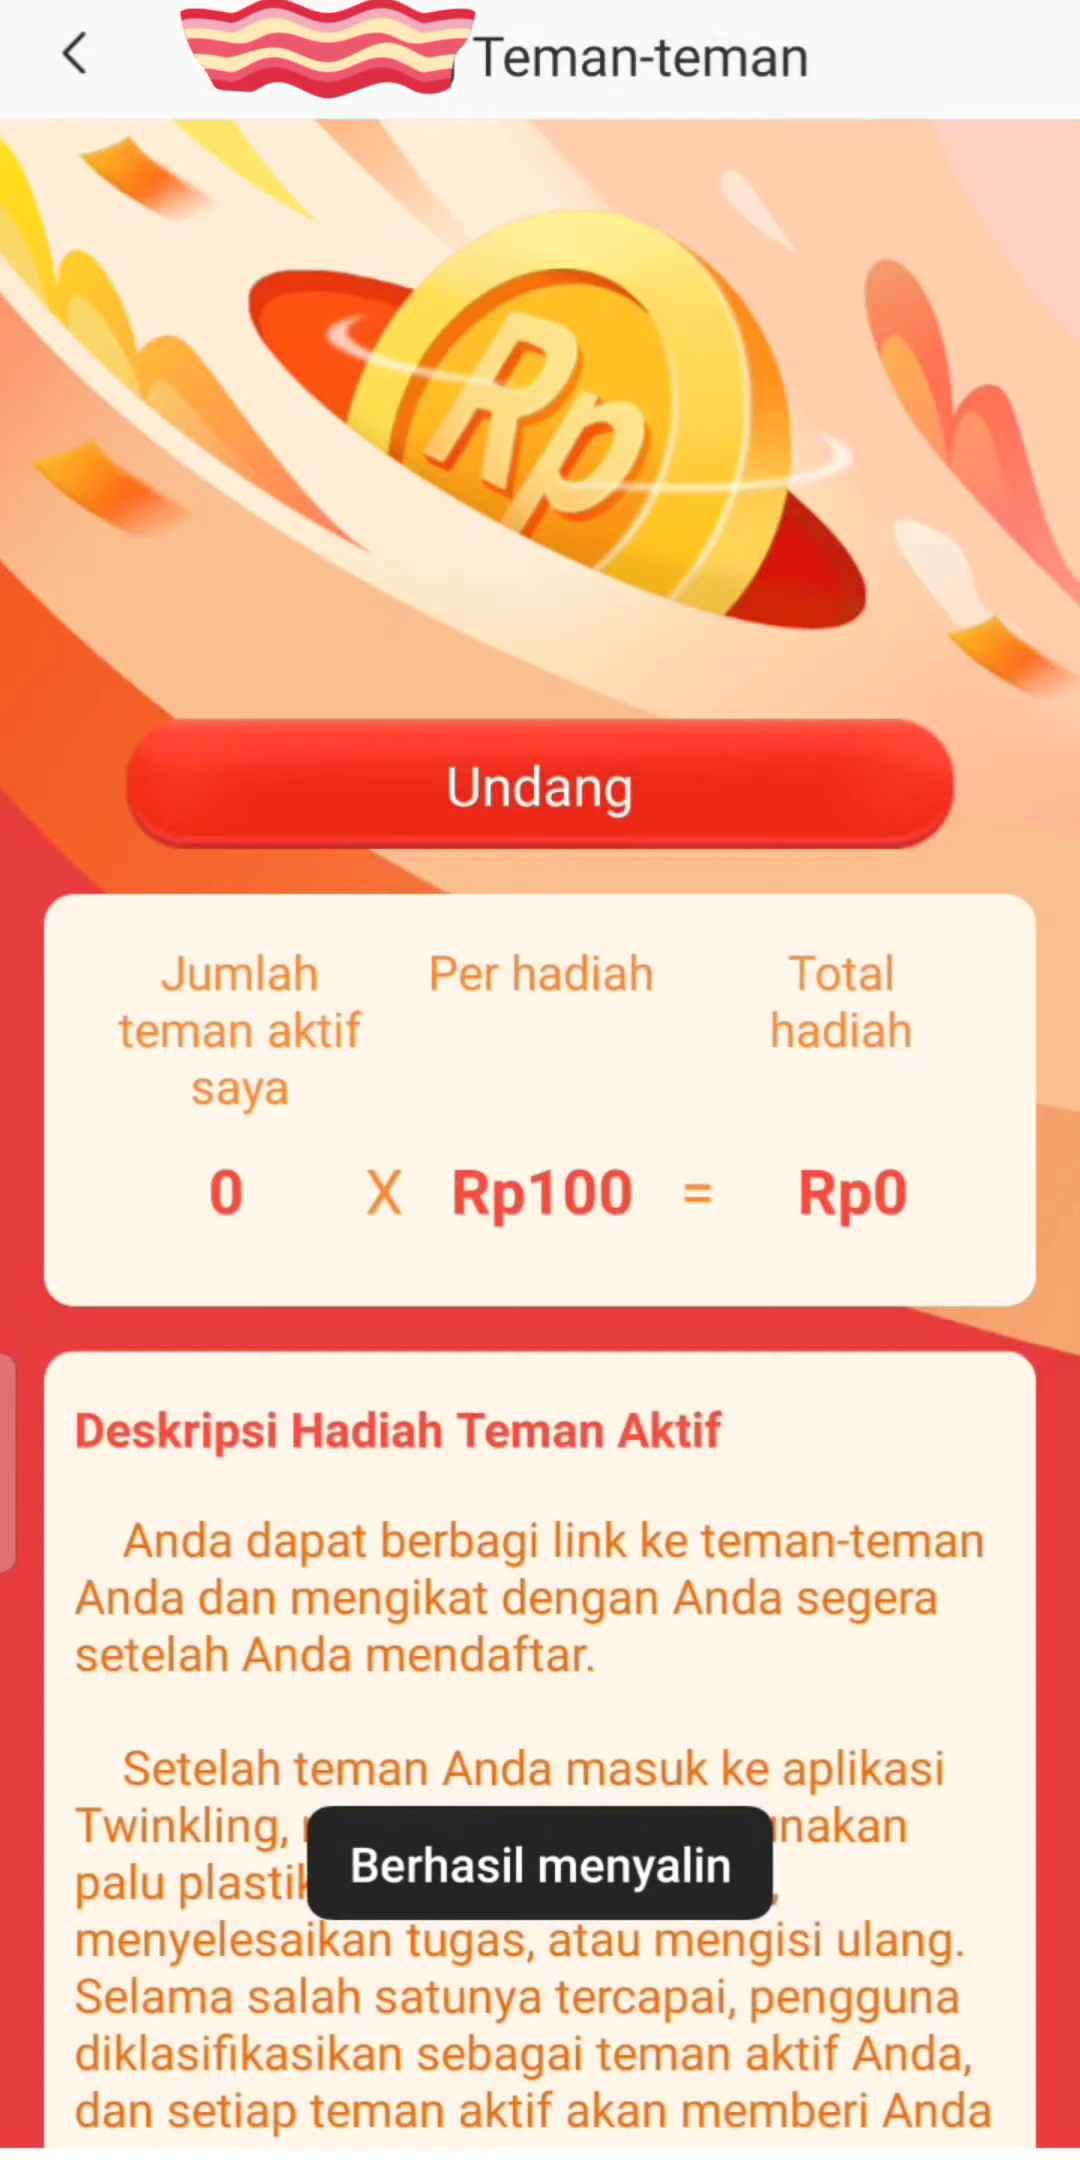 Teman-teman
Rp
Undang
Jumlah teman aktif saya
Per hadiah
Total hadiah
0 X Rp100 = Rp0
Deskripsi Hadiah Teman Aktif
Anda dapat berbagi link ke teman-teman
Anda dan mengikat dengan Anda segera
setelah Anda mendaftar.
Setelah teman Anda masuk ke aplikasi
Twinkling,
palu
Berhasil menyalin
menyelesaikan tugas, atau mengisi ulang.
Selama salah satunya tercapai, pengguna
diklasifikasikan sebagai teman aktif Anda,
dan setiap teman aktif akan memberi Anda